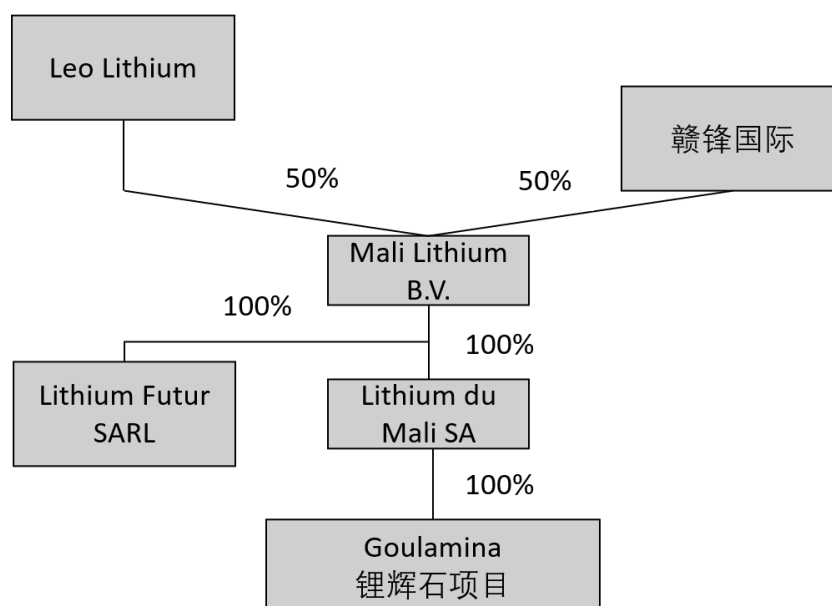 Leo Lithium
赣锋国际
50%
50%
Mali Lithium
B.V.
100%
100%
Lithium Futur
SARL
Lithium du
Mali SA
100%
Goulamina
锂辉石项目